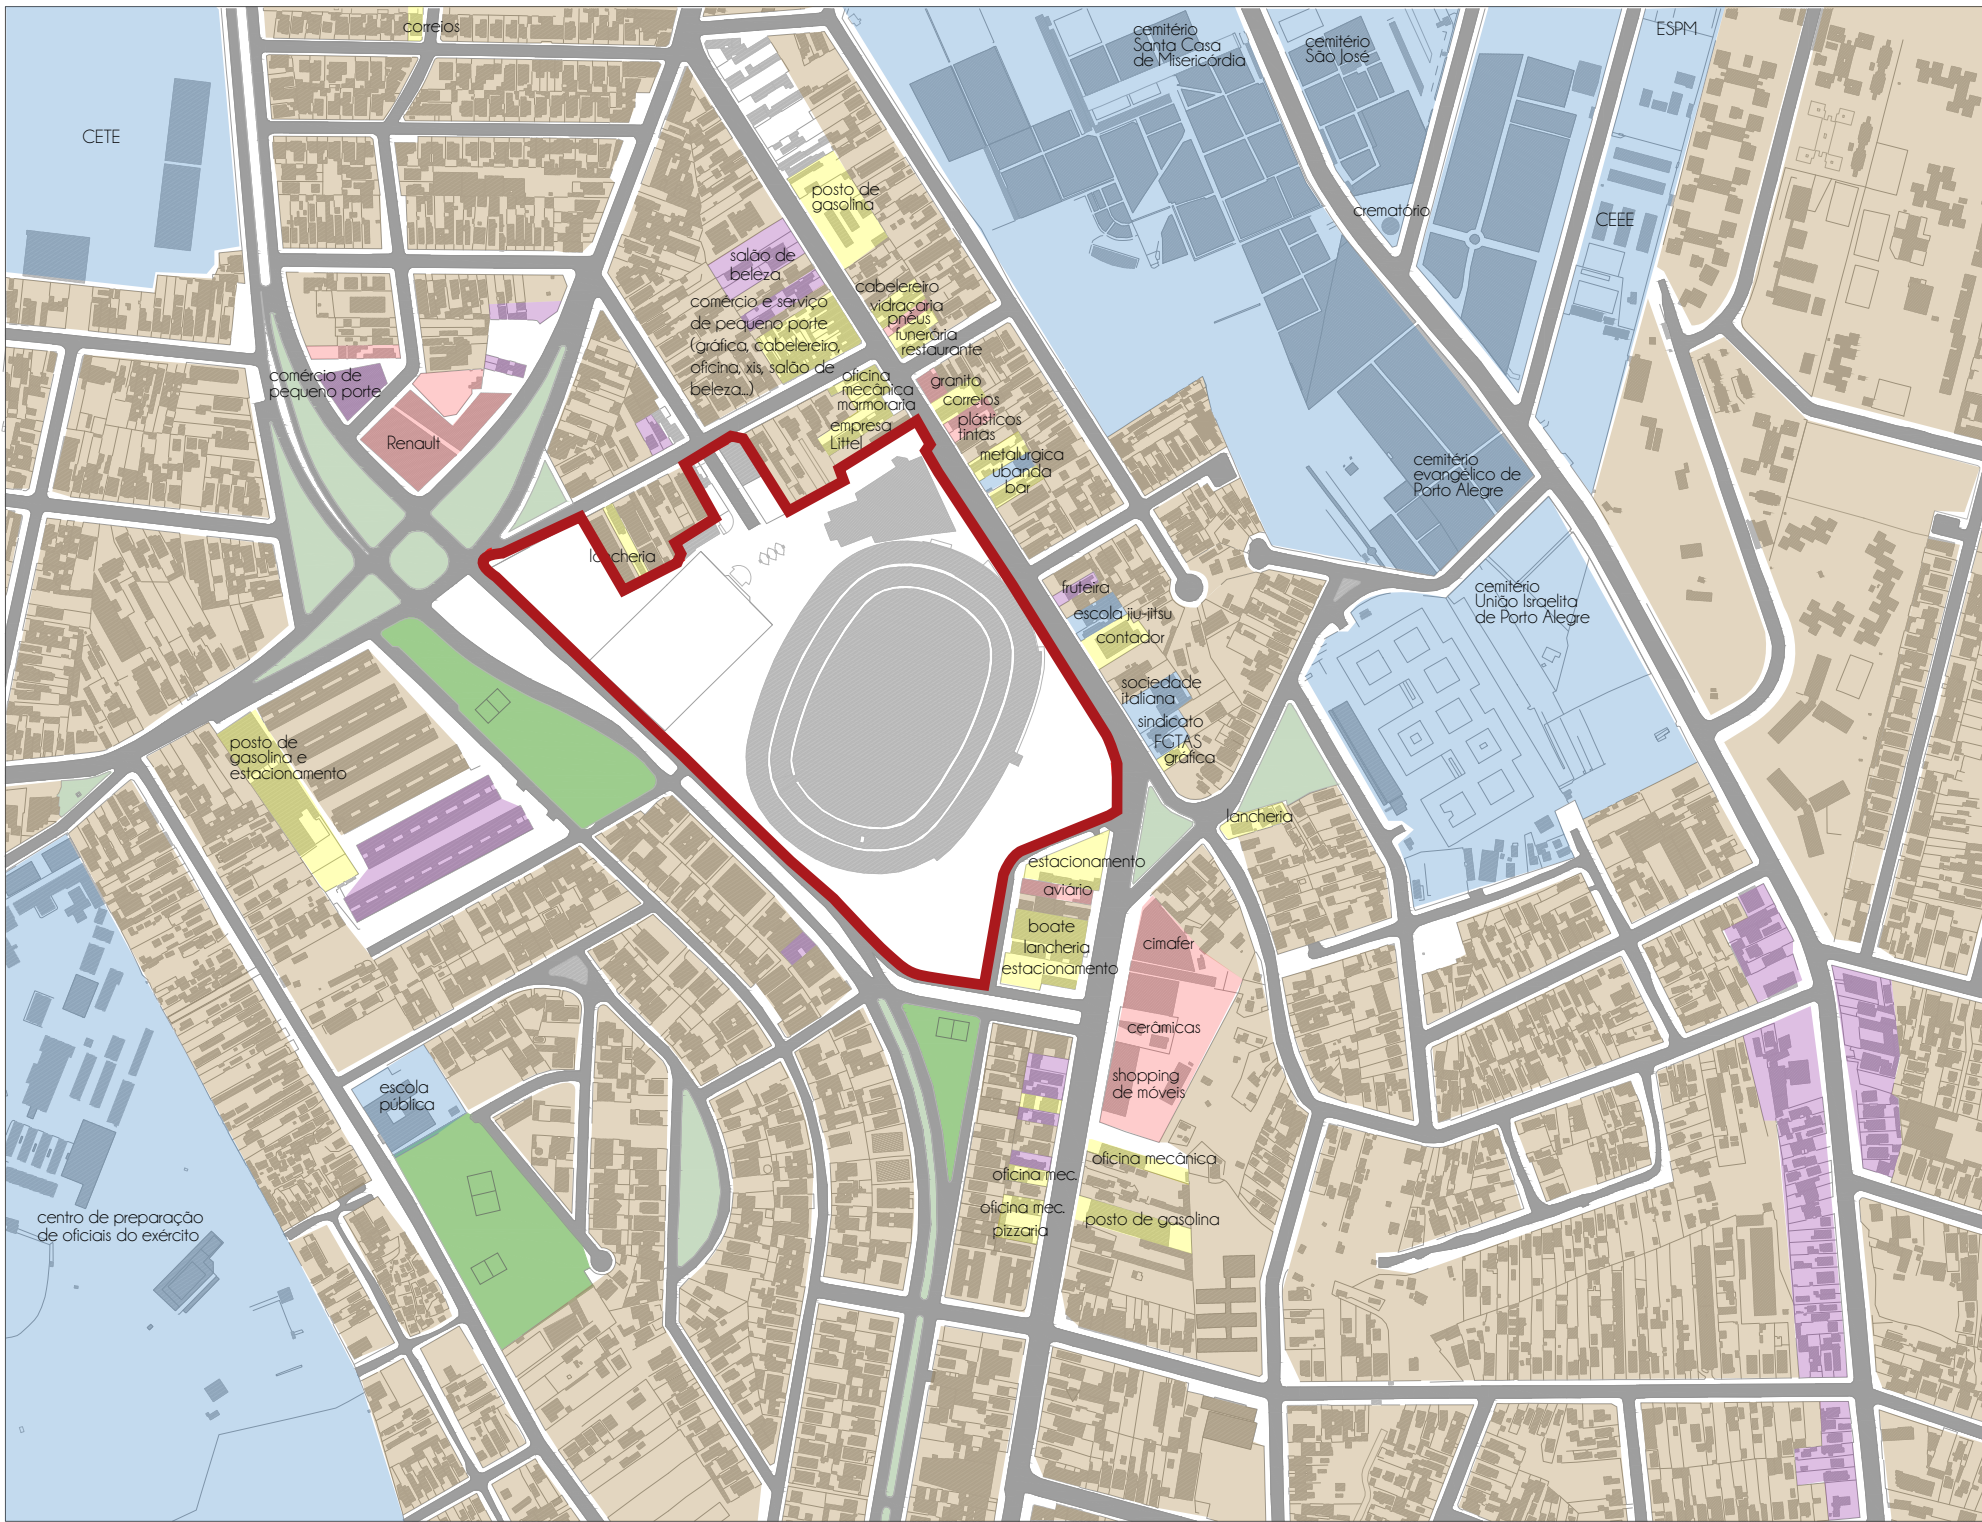 correios
cemitério
Santa Casa
de Misericórdia
cemitério
São José
ESPM
CETE
posto de
gasolina
crematório
CEEE
salão de
beleza
comércio e serviço
de pequeno porte
(gráfica, cabelereiro,
oficina, xis, salão de
beleza...)
cabelereiro
vidraçaria
pneus
funerária
restaurante
comércio de
pequeno porte
oficina
mecânica
marmoraria
empresa
Littel
granito
correios
plásticos
tintas
Renault
metalurgica
ubanda
bar
cemitério
evangélico de
Porto Alegre
lancheria
fruteira
escola jiu-jitsu
contador
cemitério
União Israelita
de Porto Alegre
sociedade
italiana
sindicato
FGTAS
gráfica
posto de
gasolina e
estacionamento
lancheria
estacionamento
aviário
boate
lancheria
estacionamento
cimafer
cerâmicas
shopping
de móveis
escola
pública
oficina mecânica
oficina mec.
oficina mec.
pizzaria
posto de gasolina
centro de preparação
de oficiais do exército